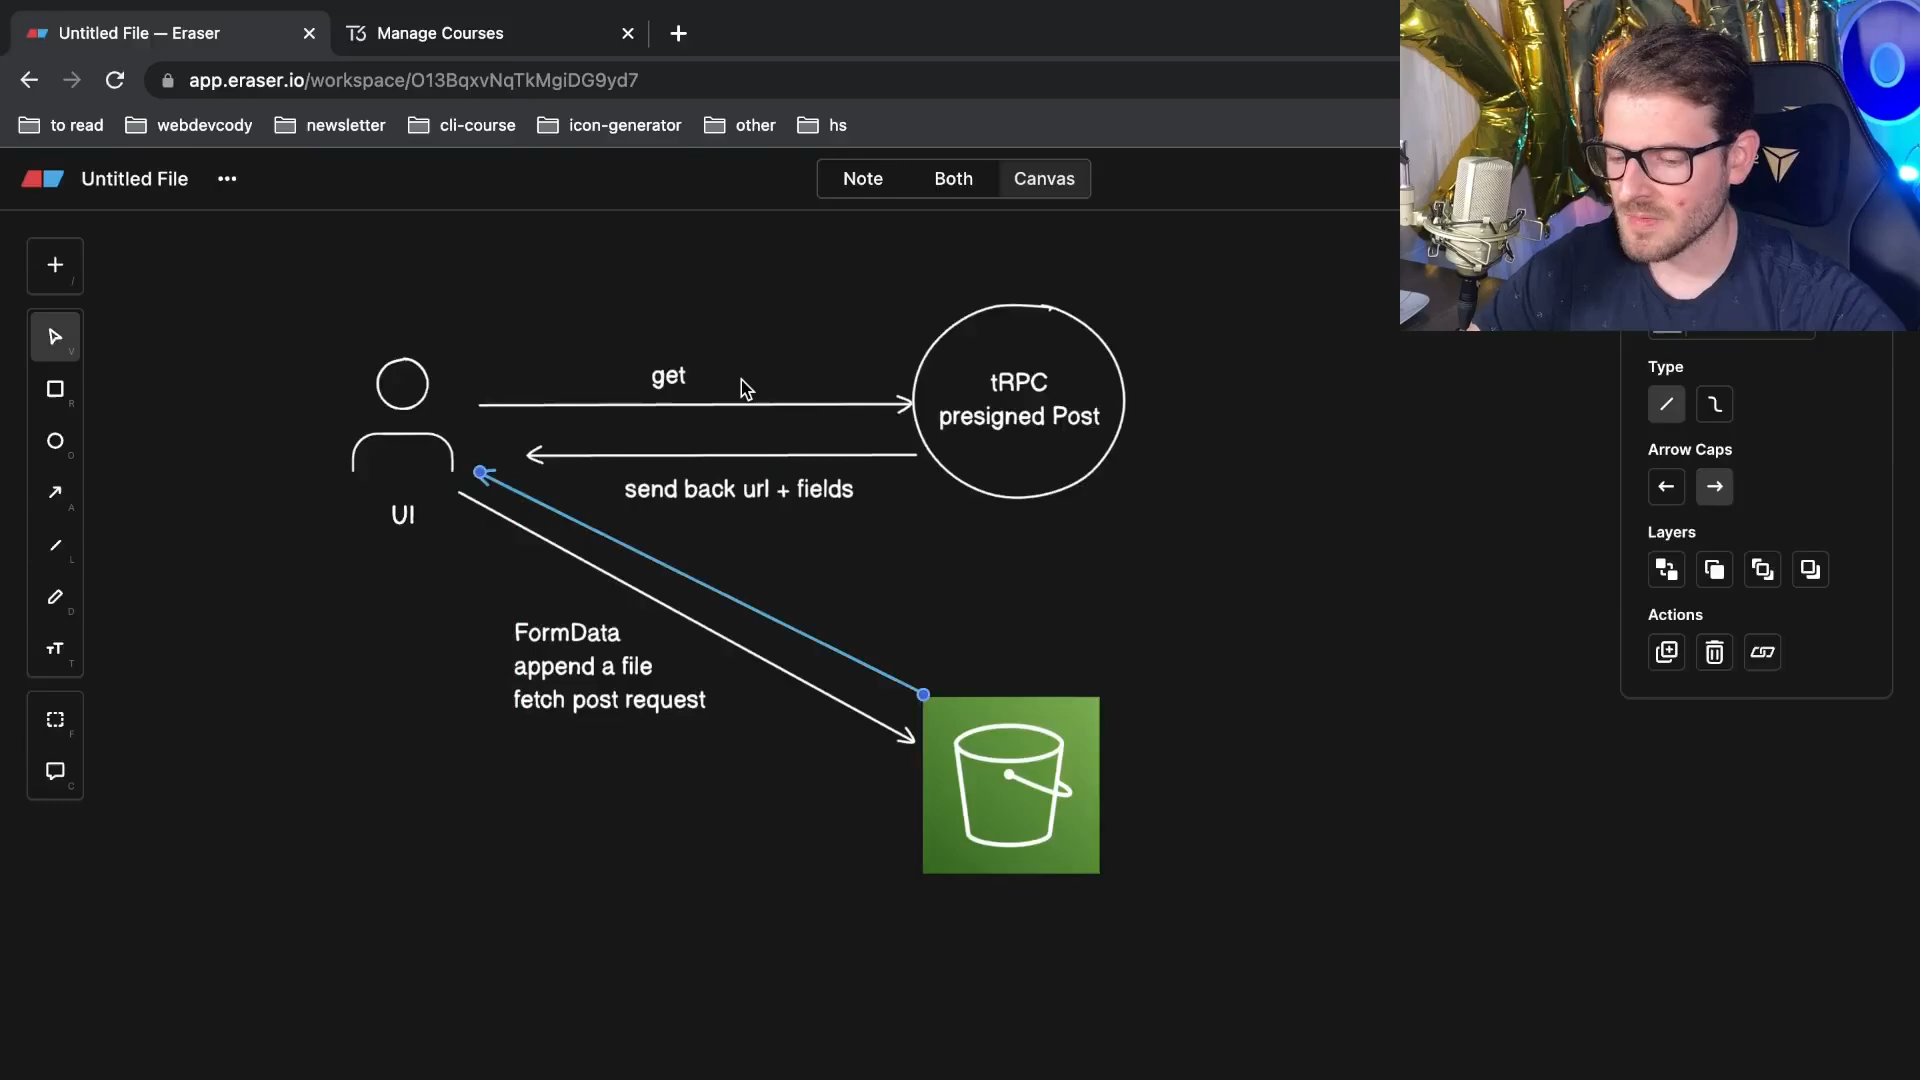 Untitled File — Eraser
Manage Courses
app.eraser.io/workspace/O13BqxvNqTkMgiDG9yd7
to read
webdevcody
newsletter
cli-course
icon-generator
other
hs
Untitled File
Note
Both
Canvas
/
V
R
O
A
L
D
T
F
C
get
tRPC
presigned Post
send back url + fields
UI
FormData
append a file
fetch post request
Type
Arrow Caps
Layers
Actions